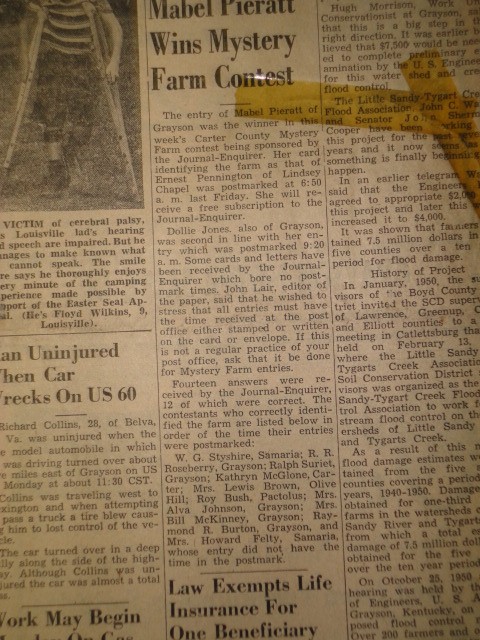 VICTIM of cerebral palsy,
Louisville lad's hearing
speech are impaired. But he
manages to make known what
cannot speak. The smile
re says he thoroughly enjoys
every minute of the camping
experience made possible by
support of the Easter Seal Ap-
al. (He's Floyd Wilkins, 9,
Louisville).
an Uninjured
When Car
Wrecks On US 60
Richard Collins, 28, of Belva,
Va. was uninjured when the
model automobile in which
was driving turned over about
miles east of Grayson on US
Monday at about 11:30 CST.
Collins was traveling west to
xington and when attempting
pass a truck a tire blew caus-
ing him to lost control of the ve-
cle.
The car turned over in a deep
along the side of the high-
ay. Although Collins was un-
jured the car was almost a total
Work May Begin
On Gas
Mabel Pieratt
Wins Mystery
Farm Contest
The entry of Mabel Pieratt of
Grayson was the winner in this
week's Carter County Mystery
Farm contest being sponsored by
the Journal-Enquirer. Her card
identifying the farm as that of
Ernest Pennington of Lindsey
Chapel was postmarked at 6:50
a. m. last Friday. She will re-
ceive a free subscription to the
Journal-Enquirer.
Dollie Jones, also of Grayson,
was second in line with her en-
try which was postmarked 9:20
a. m. Some cards and letters have
been received by the Journal-
Enquirer which bore no post-
mark times. John Lair, editor of
the paper, said that he wished to
stress that all entries must have
the time received at the post
office either stamped or written
on the card or envelope. If this
is not a regular practice of your
post office, ask that it be done
for Mystery Farm entries.
Fourteen answers were re-
ceived by the Journal-Enquirer,
12 of which were correct. The
contestants who correctly identi-
fied the farm are listed below in
order of the time their entries
were postmarked:
W. G. Styshire, Samaria; R. R.
Roseberry, Grayson; Ralph Suriet,
Grayson; Kathryn McGlone, Car-
ter; Mrs. Lewis Brown, Olive
Hill; Roy Bush, Pactolus; Mrs.
Alva Johnson, Grayson; Mrs.
Bill McKinney, Grayson; Ray-
mond R. Burton, Grayson, and
Mrs. Howard Felty, Samaria,
whose entry did not have the
time in the postmark.
Law Exempts Life
Insurance For
One Beneficiary
Hugh Morrison, Work
Conservationist at Grayson,
that this is a big step in the
right direction. It was earlier
lieved that $7,500 would be need-
ed to complete preliminary
amination by the U. S. Engineers
for this water shed and
flood control.
The Little Sandy-Tygart Creek
Flood Association, John C. W
and Senator John Sherm
Cooper have been working
this project for the past
years and it now
something is finally beginning
happen.
In an earlier telegram
said that the Engineers
agreed to appropriate $2,000
this project and later this
increased it to $4,000.
It was shown that farmers
tained 7.5 million dollars in
five counties over a ten
period for flood damage.
History of Project
In January, 1950, the su
visors of the Boyd County
trict invited the SCD superv
of Lawrence, Greenup,
and Elliott counties to a
meeting in Catlettsburg tha
held on February 13,
where the Little Sandy
Tygarts Creek Associatio
Soil Conservation District
visors was organized as the
Sandy-Tygart Creek Flood
trol Association to work f
stream flood control on th
ersheds of Little Sandy
and Tygarts Creek.
As a result of this
flood damage estimates w
tained from the five
counties covering a period
years, 1940-1950. Damage
obtained for one-third
farms in the watersheds o
Sandy River and Tygart
from which a total es
damage of 7.5 million doll
obtained for the five
over the ten year period
On Otcober 25, 1950
hearing was held by th
of Engineers, U. S. A
Grayson, Kentucky, on
posed flood control
Over 200 farmers and